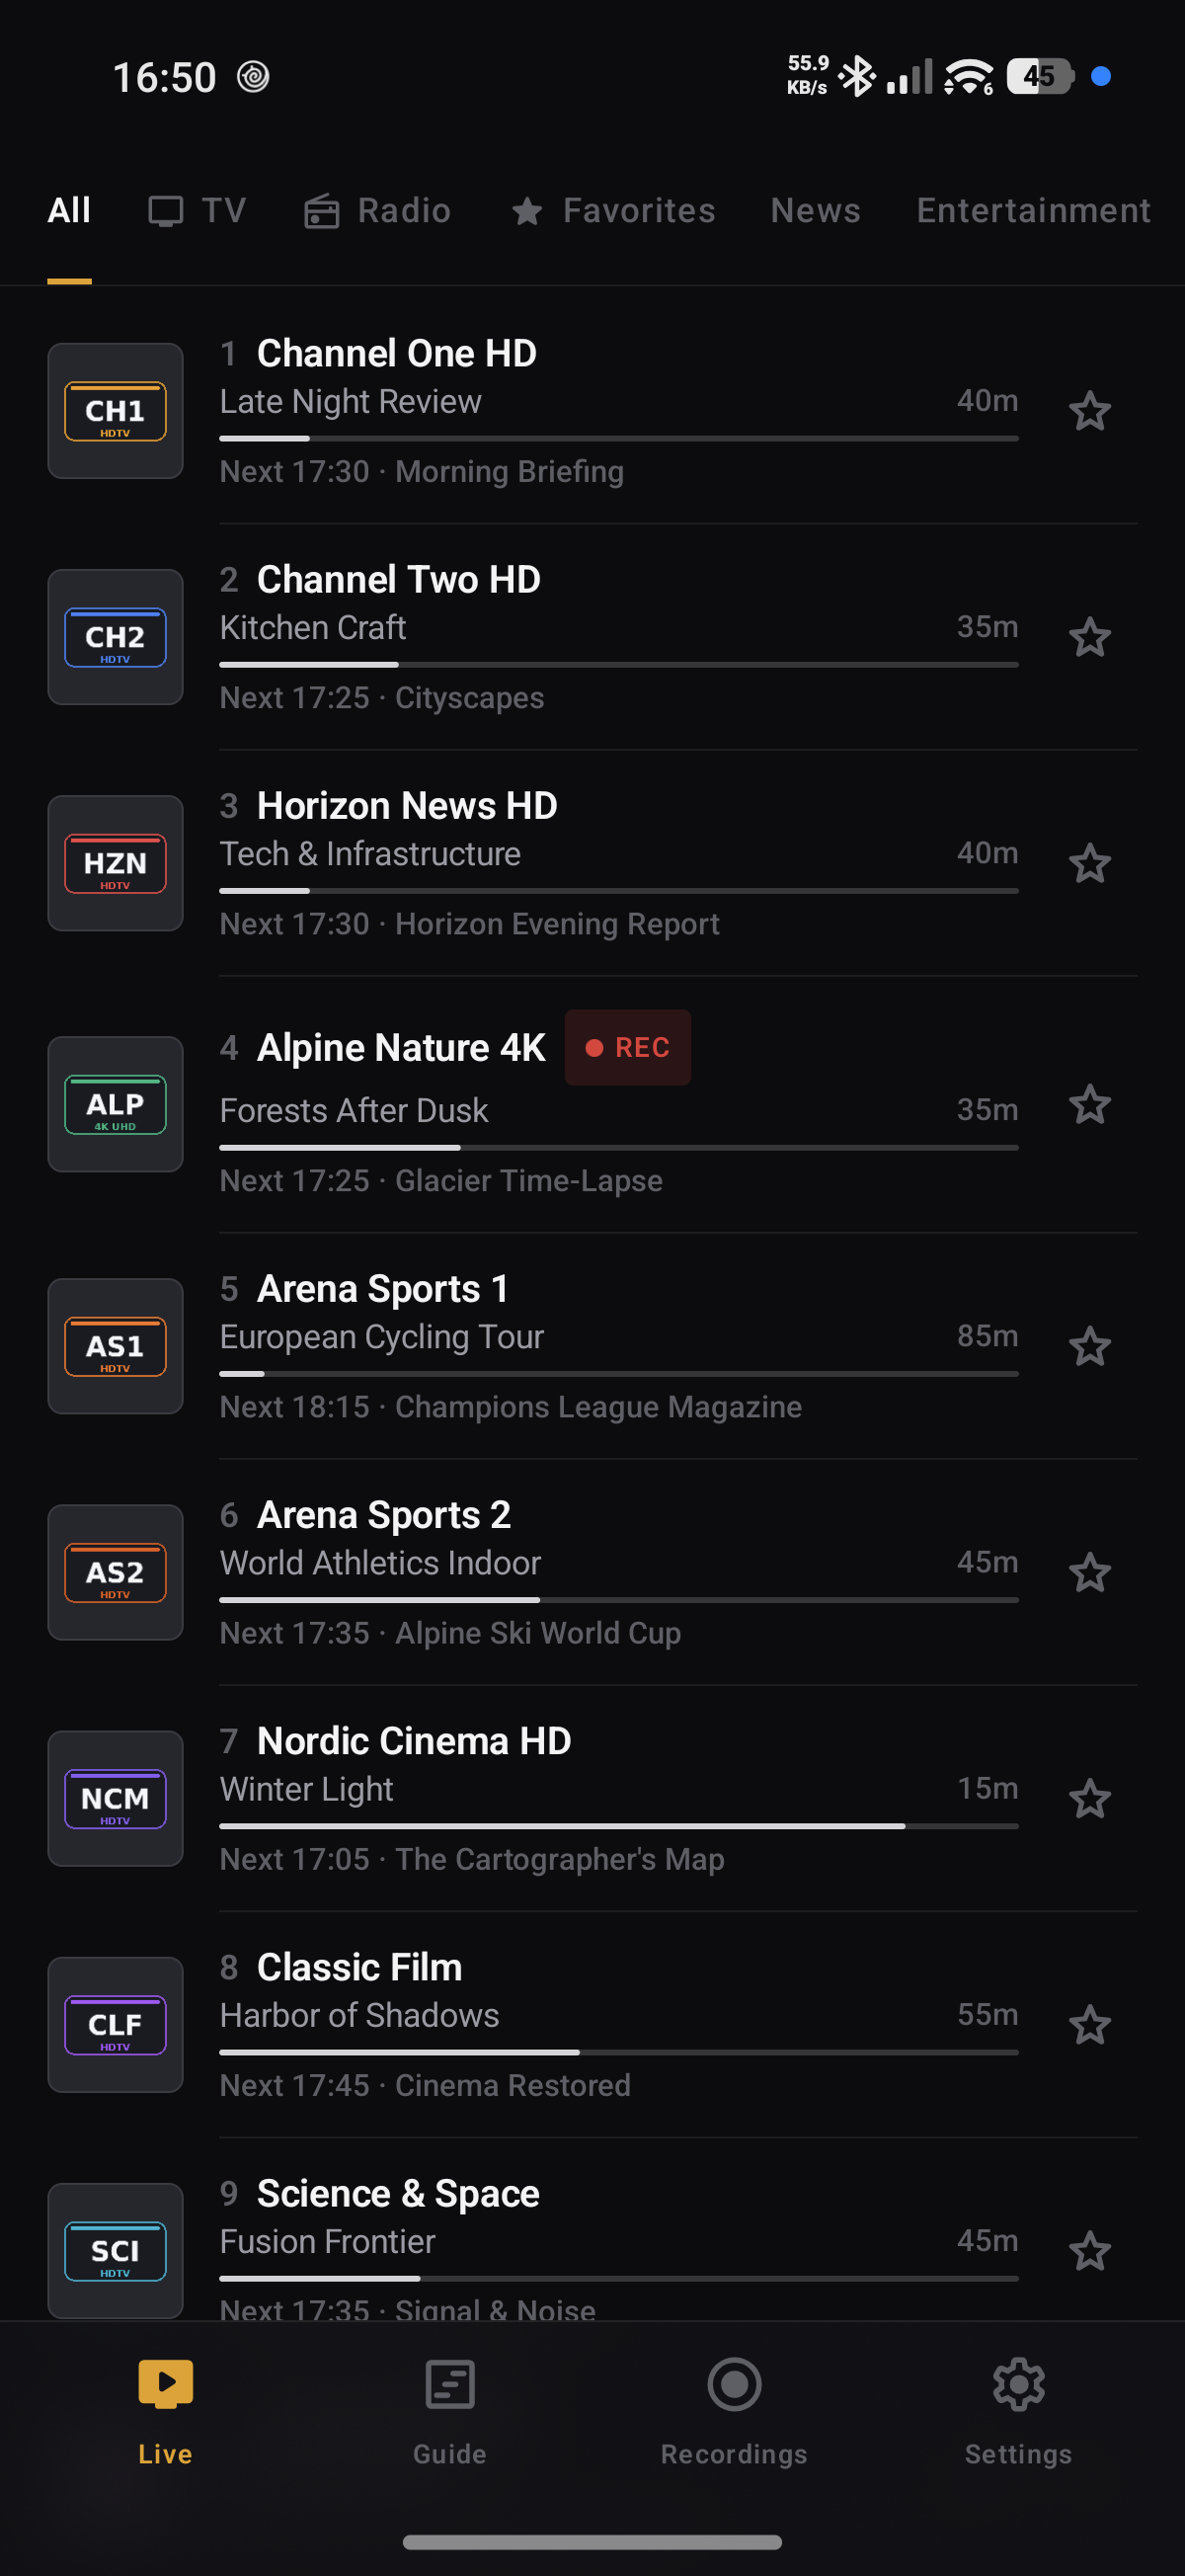 16:50
55.9 KB/s
6
45
All TV Radio Favorites News Entertainment
CH1
HDTV
1 Channel One HD
Late Night Review 40m
Next 17:30 · Morning Briefing
CH2
HDTV
2 Channel Two HD
Kitchen Craft 35m
Next 17:25 · Cityscapes
HZN
HDTV
3 Horizon News HD
Tech & Infrastructure 40m
Next 17:30 · Horizon Evening Report
ALP
4K UHD
4 Alpine Nature 4K REC
Forests After Dusk 35m
Next 17:25 · Glacier Time-Lapse
AS1
HDTV
5 Arena Sports 1
European Cycling Tour 85m
Next 18:15 · Champions League Magazine
AS2
HDTV
6 Arena Sports 2
World Athletics Indoor 45m
Next 17:35 · Alpine Ski World Cup
NCM
HDTV
7 Nordic Cinema HD
Winter Light 15m
Next 17:05 · The Cartographer's Map
CLF
HDTV
8 Classic Film
Harbor of Shadows 55m
Next 17:45 · Cinema Restored
SCI
HDTV
9 Science & Space
Fusion Frontier 45m
Next 17:35 · Signal & Noise
Live Guide Recordings Settings